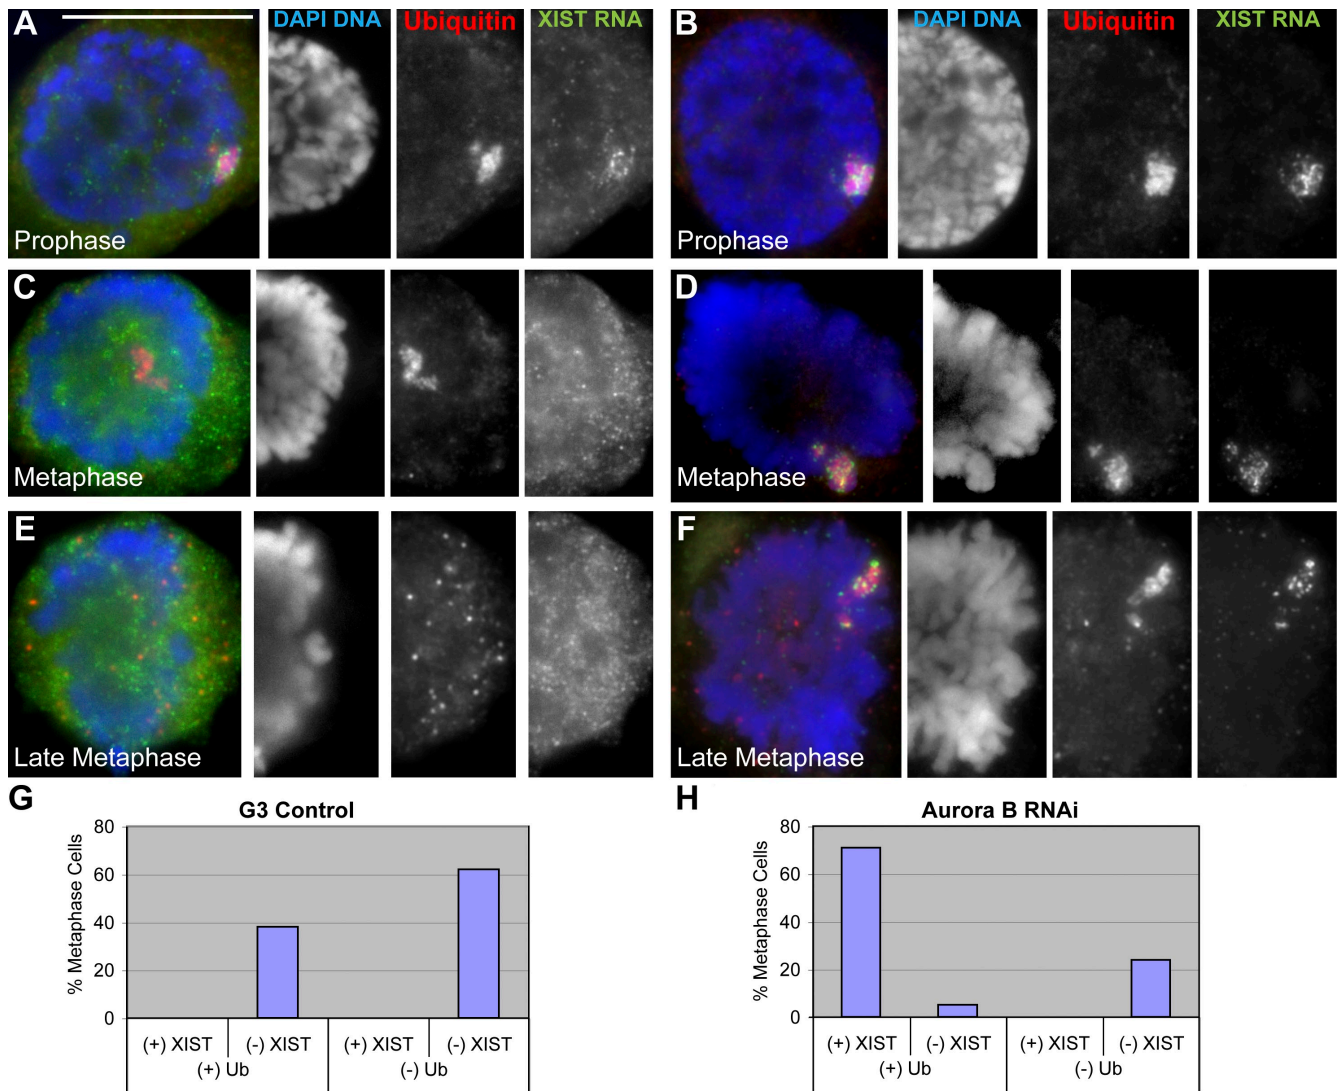 A
DAPI DNA
Ubiquitin
XIST RNA
Prophase
B
DAPI DNA
Ubiquitin
XIST RNA
Prophase
C
Metaphase
D
Metaphase
E
Late Metaphase
F
Late Metaphase
G
G3 Control
% Metaphase Cells
80
60
40
20
0
(+) XIST
(-) XIST
(+) XIST
(-) XIST
(+) Ub
(-) Ub
H
Aurora B RNAi
% Metaphase Cells
80
60
40
20
0
(+) XIST
(-) XIST
(+) XIST
(-) XIST
(+) Ub
(-) Ub